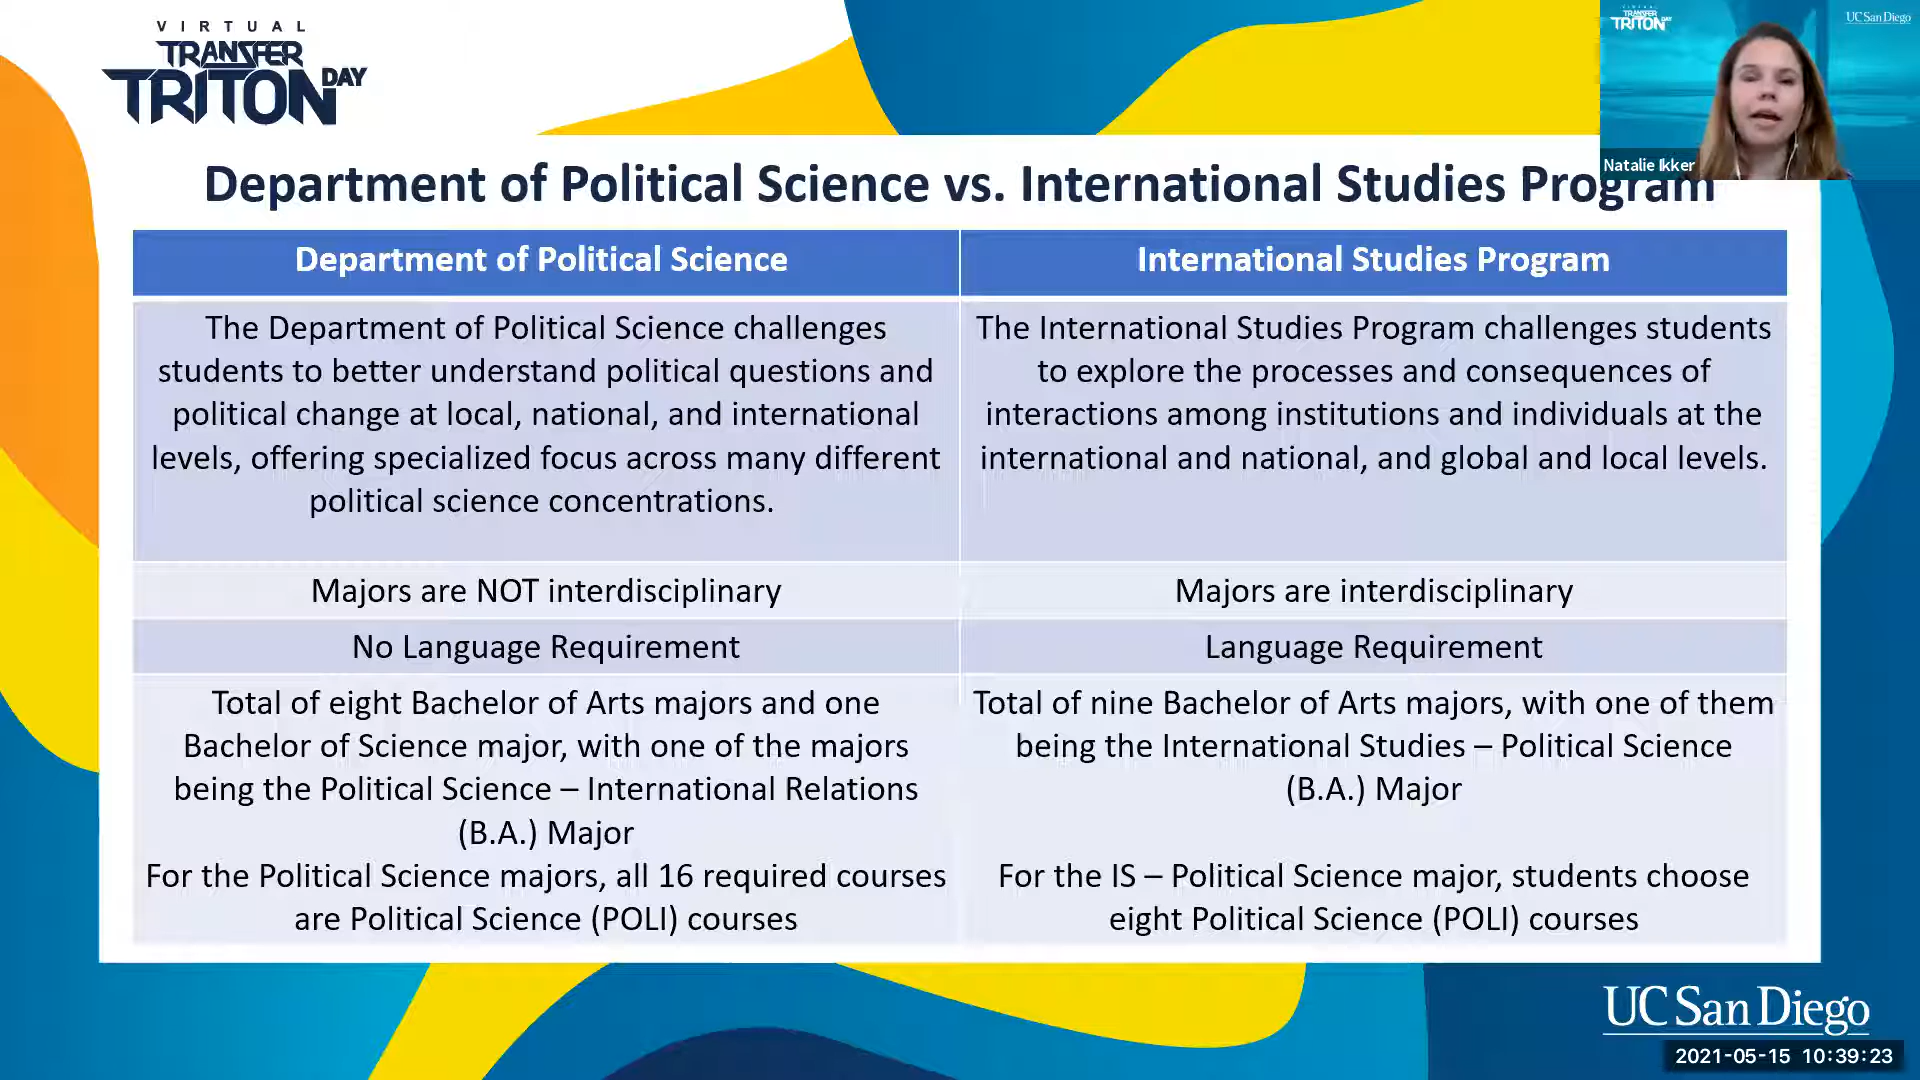 VIRTUAL
TRANSFER
TRITON DAY
TRANSFER
TRITON
UC San Diego
Natalie Ikker
Department of Political Science vs. International Studies Program
Department of Political Science
International Studies Program
The Department of Political Science challenges
students to better understand political questions and
political change at local, national, and international
levels, offering specialized focus across many different
political science concentrations.
The International Studies Program challenges students
to explore the processes and consequences of
interactions among institutions and individuals at the
international and national, and global and local levels.
Majors are NOT interdisciplinary
Majors are interdisciplinary
No Language Requirement
Language Requirement
Total of eight Bachelor of Arts majors and one
Bachelor of Science major, with one of the majors
being the Political Science – International Relations
(B.A.) Major
Total of nine Bachelor of Arts majors, with one of them
being the International Studies – Political Science
(B.A.) Major
For the Political Science majors, all 16 required courses
are Political Science (POLI) courses
For the IS – Political Science major, students choose
eight Political Science (POLI) courses
UC San Diego
2021-05-15 10:39:23